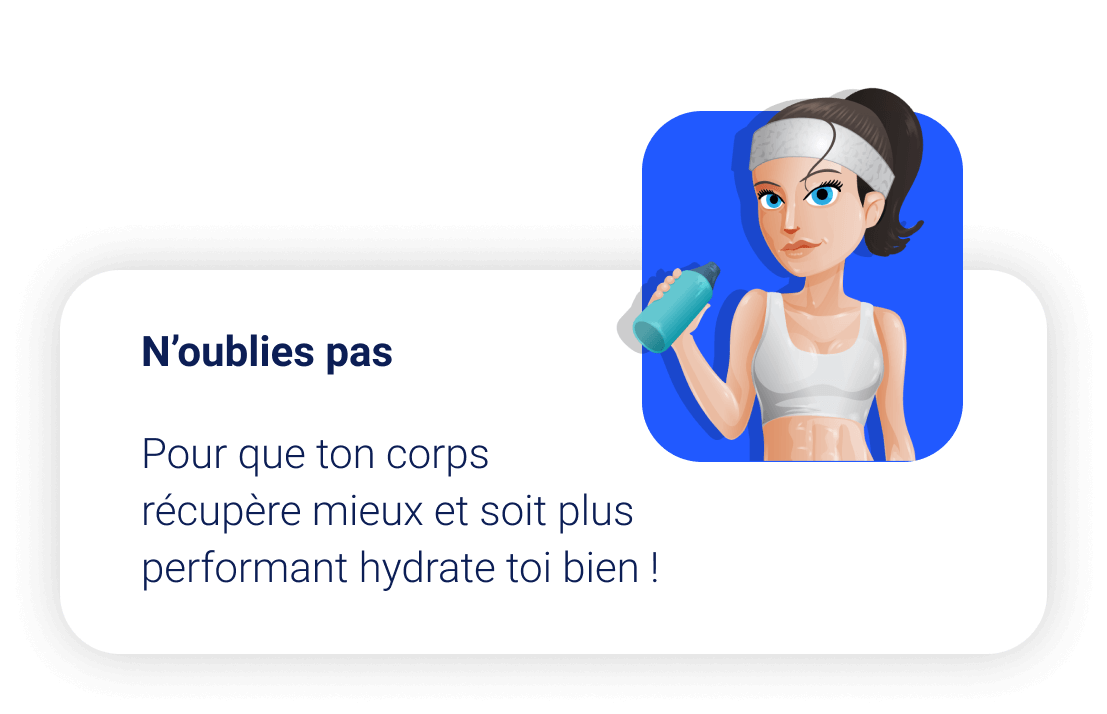 N’oublies pas
Pour que ton corps
récupère mieux et soit plus
performant hydrate toi bien !